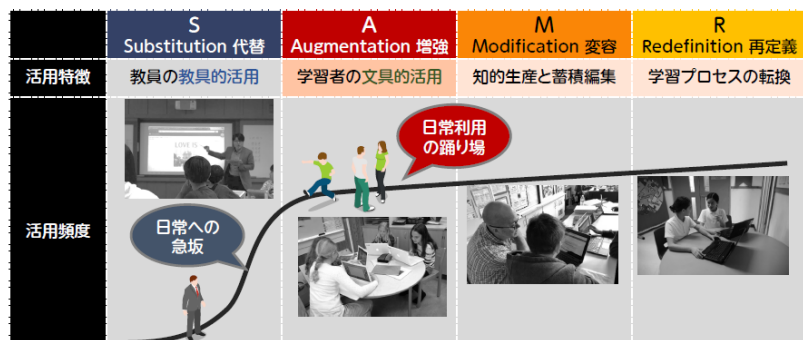 S
Substitution 代替
A
Augmentation 増強
M
Modification 変容
R
Redefinition 再定義
活用特徴
教員の教具的活用
学習者の文具的活用
知的生産と蓄積編集
学習プロセスの転換
活用頻度
日常への
急坂
日常利用
の踊り場